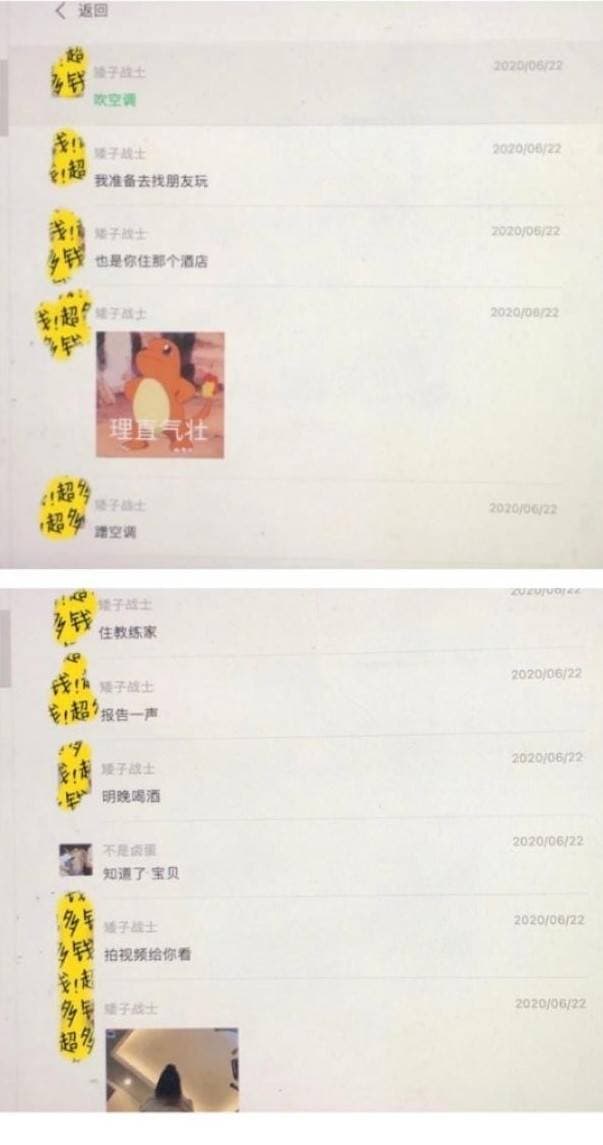 返回
超
多钱
矮子战士
2020/06/22
吹空调
钱!
钱!超
矮子战士
2020/06/22
我准备去找朋友玩
钱!
多钱
矮子战士
2020/06/22
也是你住那个酒店
钱!超
多钱
矮子战士
2020/06/22
理直气壮
!超多
超多
矮子战士
2020/06/22
蹭空调
多钱
矮子战士
2020/06/22
住教练家
钱!
钱!超
矮子战士
2020/06/22
报告一声
矮子战士
2020/06/22
明晚喝酒
不是卤蛋
2020/06/22
知道了 宝贝
多钱
多钱
钱!超
多钱
超多
矮子战士
2020/06/22
拍视频给你看
矮子战士
2020/06/22